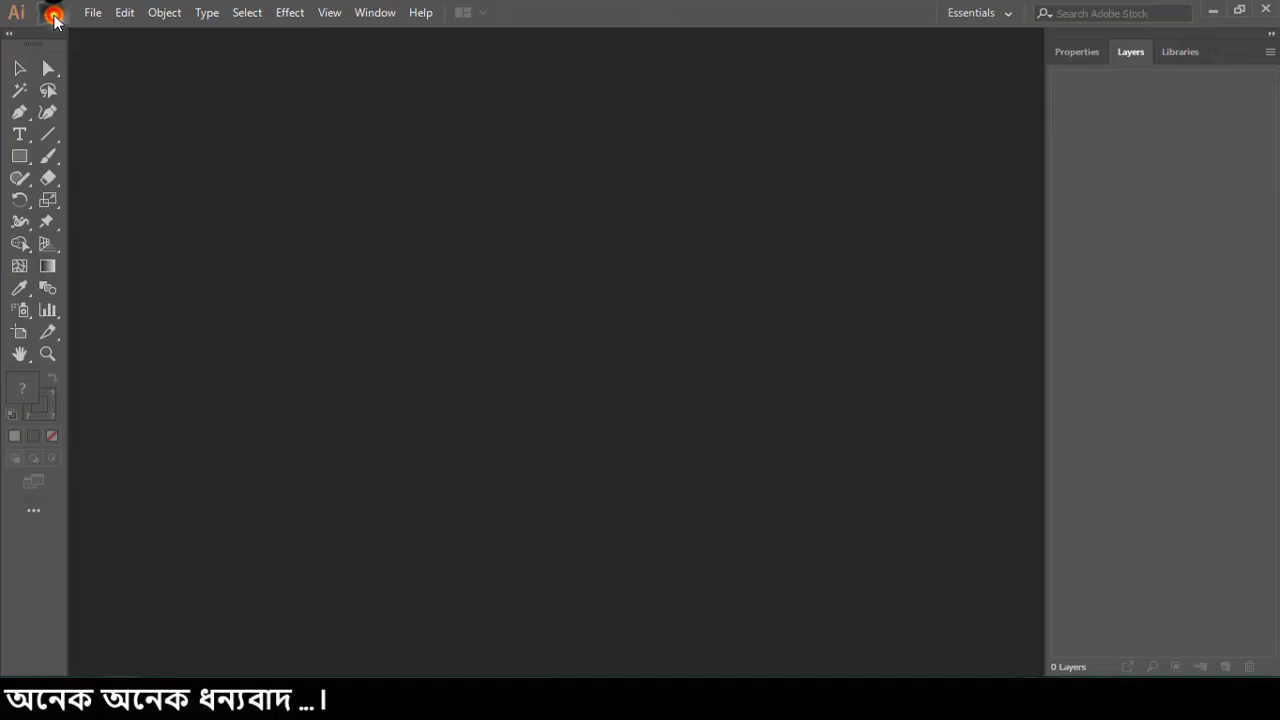 Ai File Edit Object Type Select Effect View Window Help Essentials Search Adobe Stock
Properties Layers Libraries
T
?
?
?
?
0 Layers
অনেক অনেক ধন্যবাদ ...।